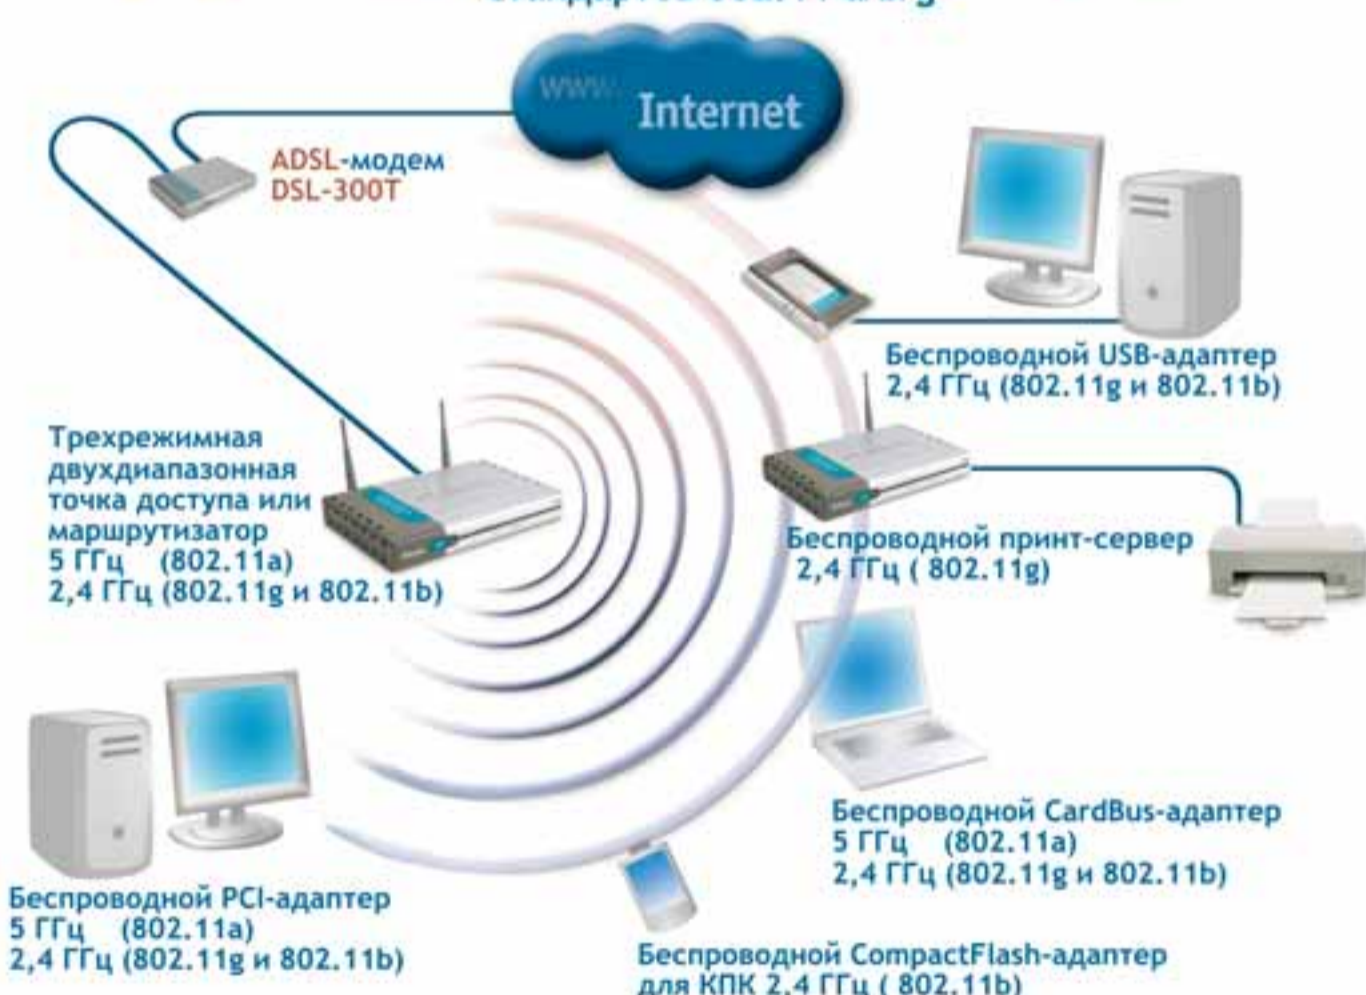 www.
Internet
ADSL-модем
DSL-300T
Беспроводной USB-адаптер
2,4 ГГц (802.11g и 802.11b)
Трехрежимная
двухдиапазонная
точка доступа или
маршрутизатор
5 ГГц (802.11a)
2,4 ГГц (802.11g и 802.11b)
Беспроводной принт-сервер
2,4 ГГц ( 802.11g)
Беспроводной CardBus-адаптер
5 ГГц (802.11a)
2,4 ГГц (802.11g и 802.11b)
Беспроводной PCI-адаптер
5 ГГц (802.11a)
2,4 ГГц (802.11g и 802.11b)
Беспроводной CompactFlash-адаптер
для КПК 2,4 ГГц ( 802.11b)